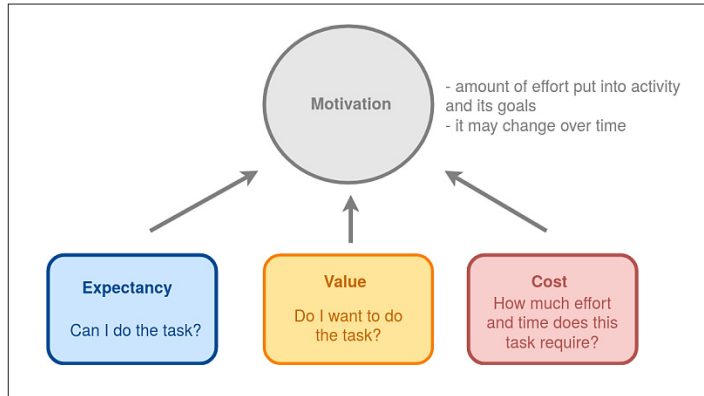 Motivation
- amount of effort put into activity
and its goals
- it may change over time
Expectancy
Can I do the task?
Value
Do I want to do
the task?
Cost
How much effort
and time does this
task require?